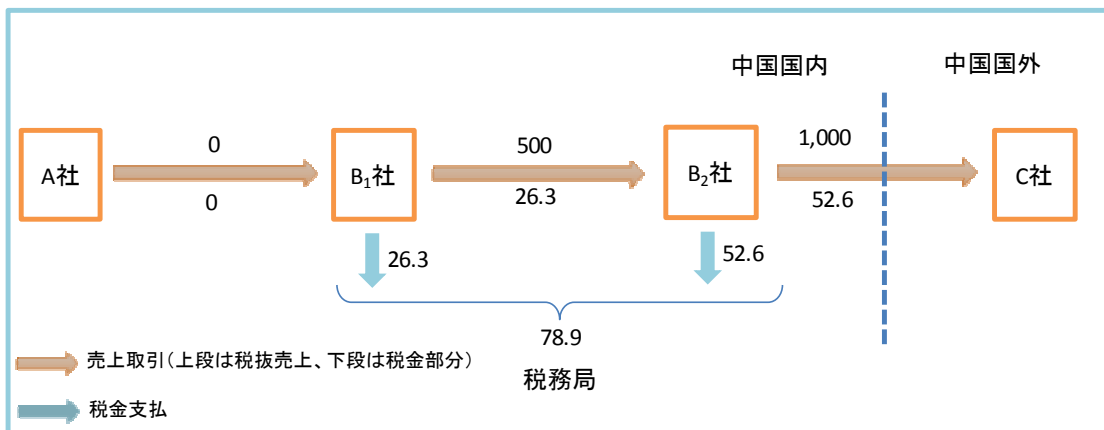 中国国内
中国国外
A社
0
0
B₁社
500
26.3
B₂社
1,000
52.6
C社
26.3
52.6
78.9
税務局
売上取引（上段は税抜売上、下段は税金部分）
税金支払